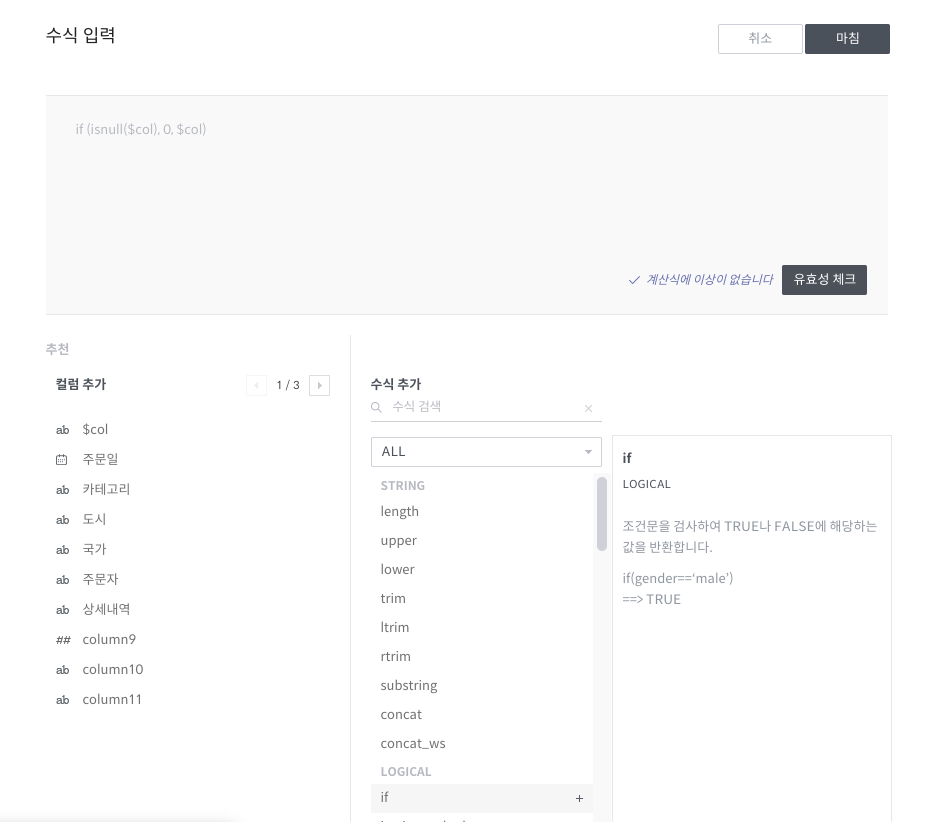 수식 입력
취소
마침
if (isnull($col), 0, $col)
계산식에 이상이 없습니다
유효성 체크
추천
컬럼 추가
1 / 3
ab $col
주문일
ab 카테고리
ab 도시
ab 국가
ab 주문자
ab 상세내역
## column9
ab column10
ab column11
수식 추가
수식 검색
ALL
STRING
length
upper
lower
trim
ltrim
rtrim
substring
concat
concat_ws
LOGICAL
if +
if
LOGICAL
조건문을 검사하여 TRUE나 FALSE에 해당하는
값을 반환합니다.
if(gender==‘male’)
==> TRUE